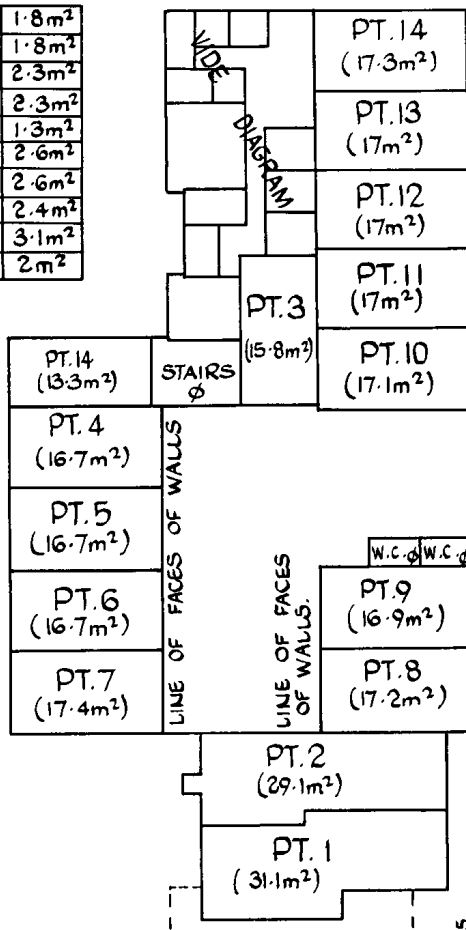 1·8m²
1·8m²
2·3m²
2·3m²
1·3m²
2·6m²
2·6m²
2·4m²
3·1m²
2m²
VIDE
DIAGRAM
PT.14
(17·3m²)
PT.13
(17m²)
PT.12
(17m²)
PT.11
(17m²)
PT.10
(17·1m²)
PT.3
(15·8m²)
PT.14
(13·3m²)
STAIRS
ø
PT.4
(16·7m²)
PT.5
(16·7m²)
PT.6
(16·7m²)
PT.7
(17·4m²)
LINE OF FACES OF WALLS
LINE OF FACES
OF WALLS.
W.C.ø
W.C.ø
PT.9
(16·9m²)
PT.8
(17·2m²)
PT.2
(29·1m²)
PT.1
(31·1m²)
5